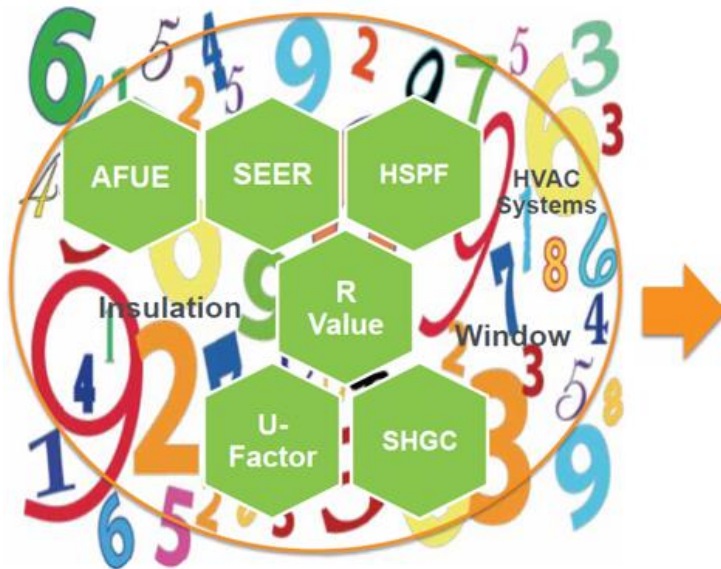 AFUE
SEER
HSPF
HVAC
Systems
Insulation
R
Value
Window
U-
Factor
SHGC